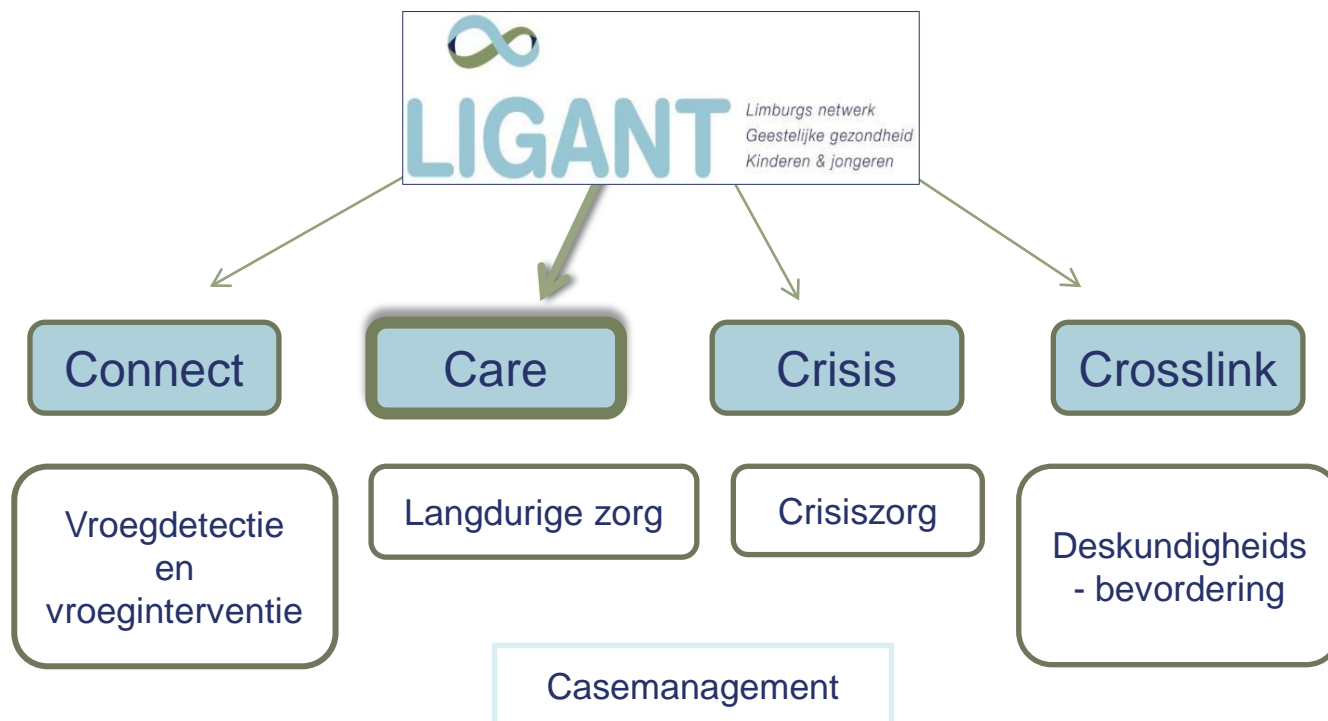 LIGANT
Limburgs netwerk
Geestelijke gezondheid
Kinderen & jongeren
Connect
Care
Crisis
Crosslink
Vroegdetectie
en
vroeginterventie
Langdurige zorg
Crisiszorg
Deskundigheids
- bevordering
Casemanagement